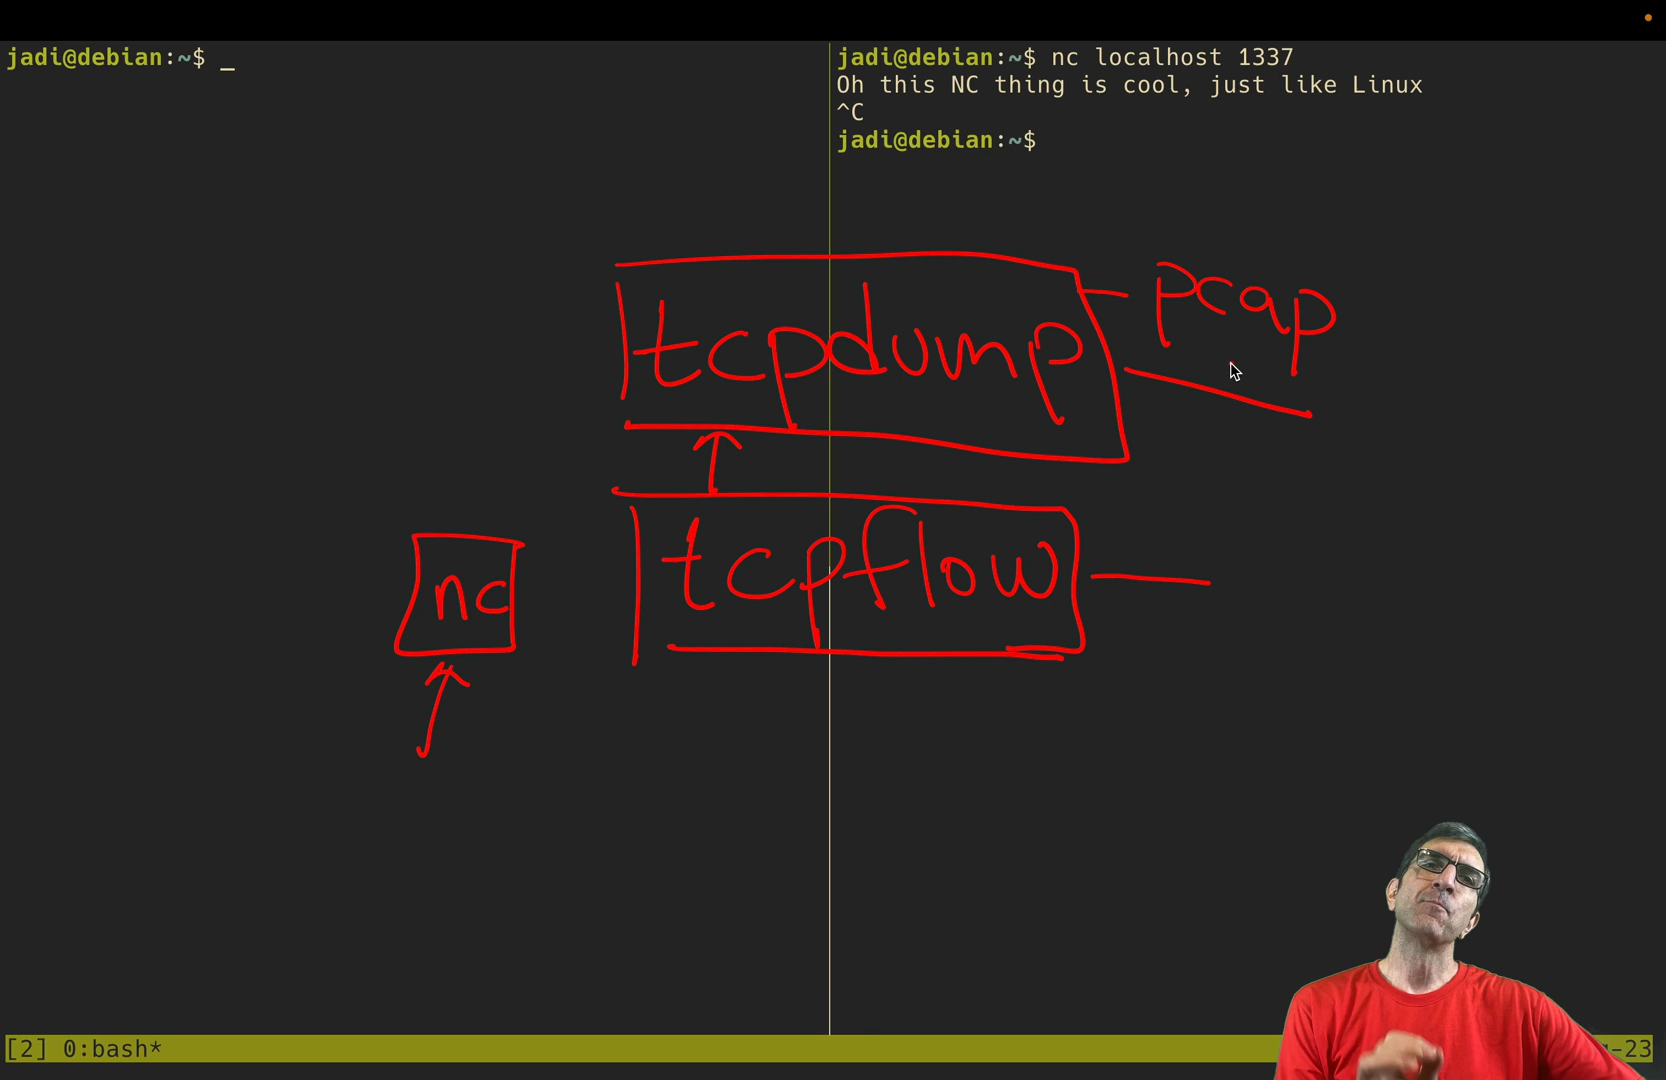 jadi@debian:~$ _
jadi@debian:~$ nc localhost 1337
Oh this NC thing is cool, just like Linux
^C
jadi@debian:~$
pcap
tcpdump
tcpflow
nc
[2] 0:bash*
-23